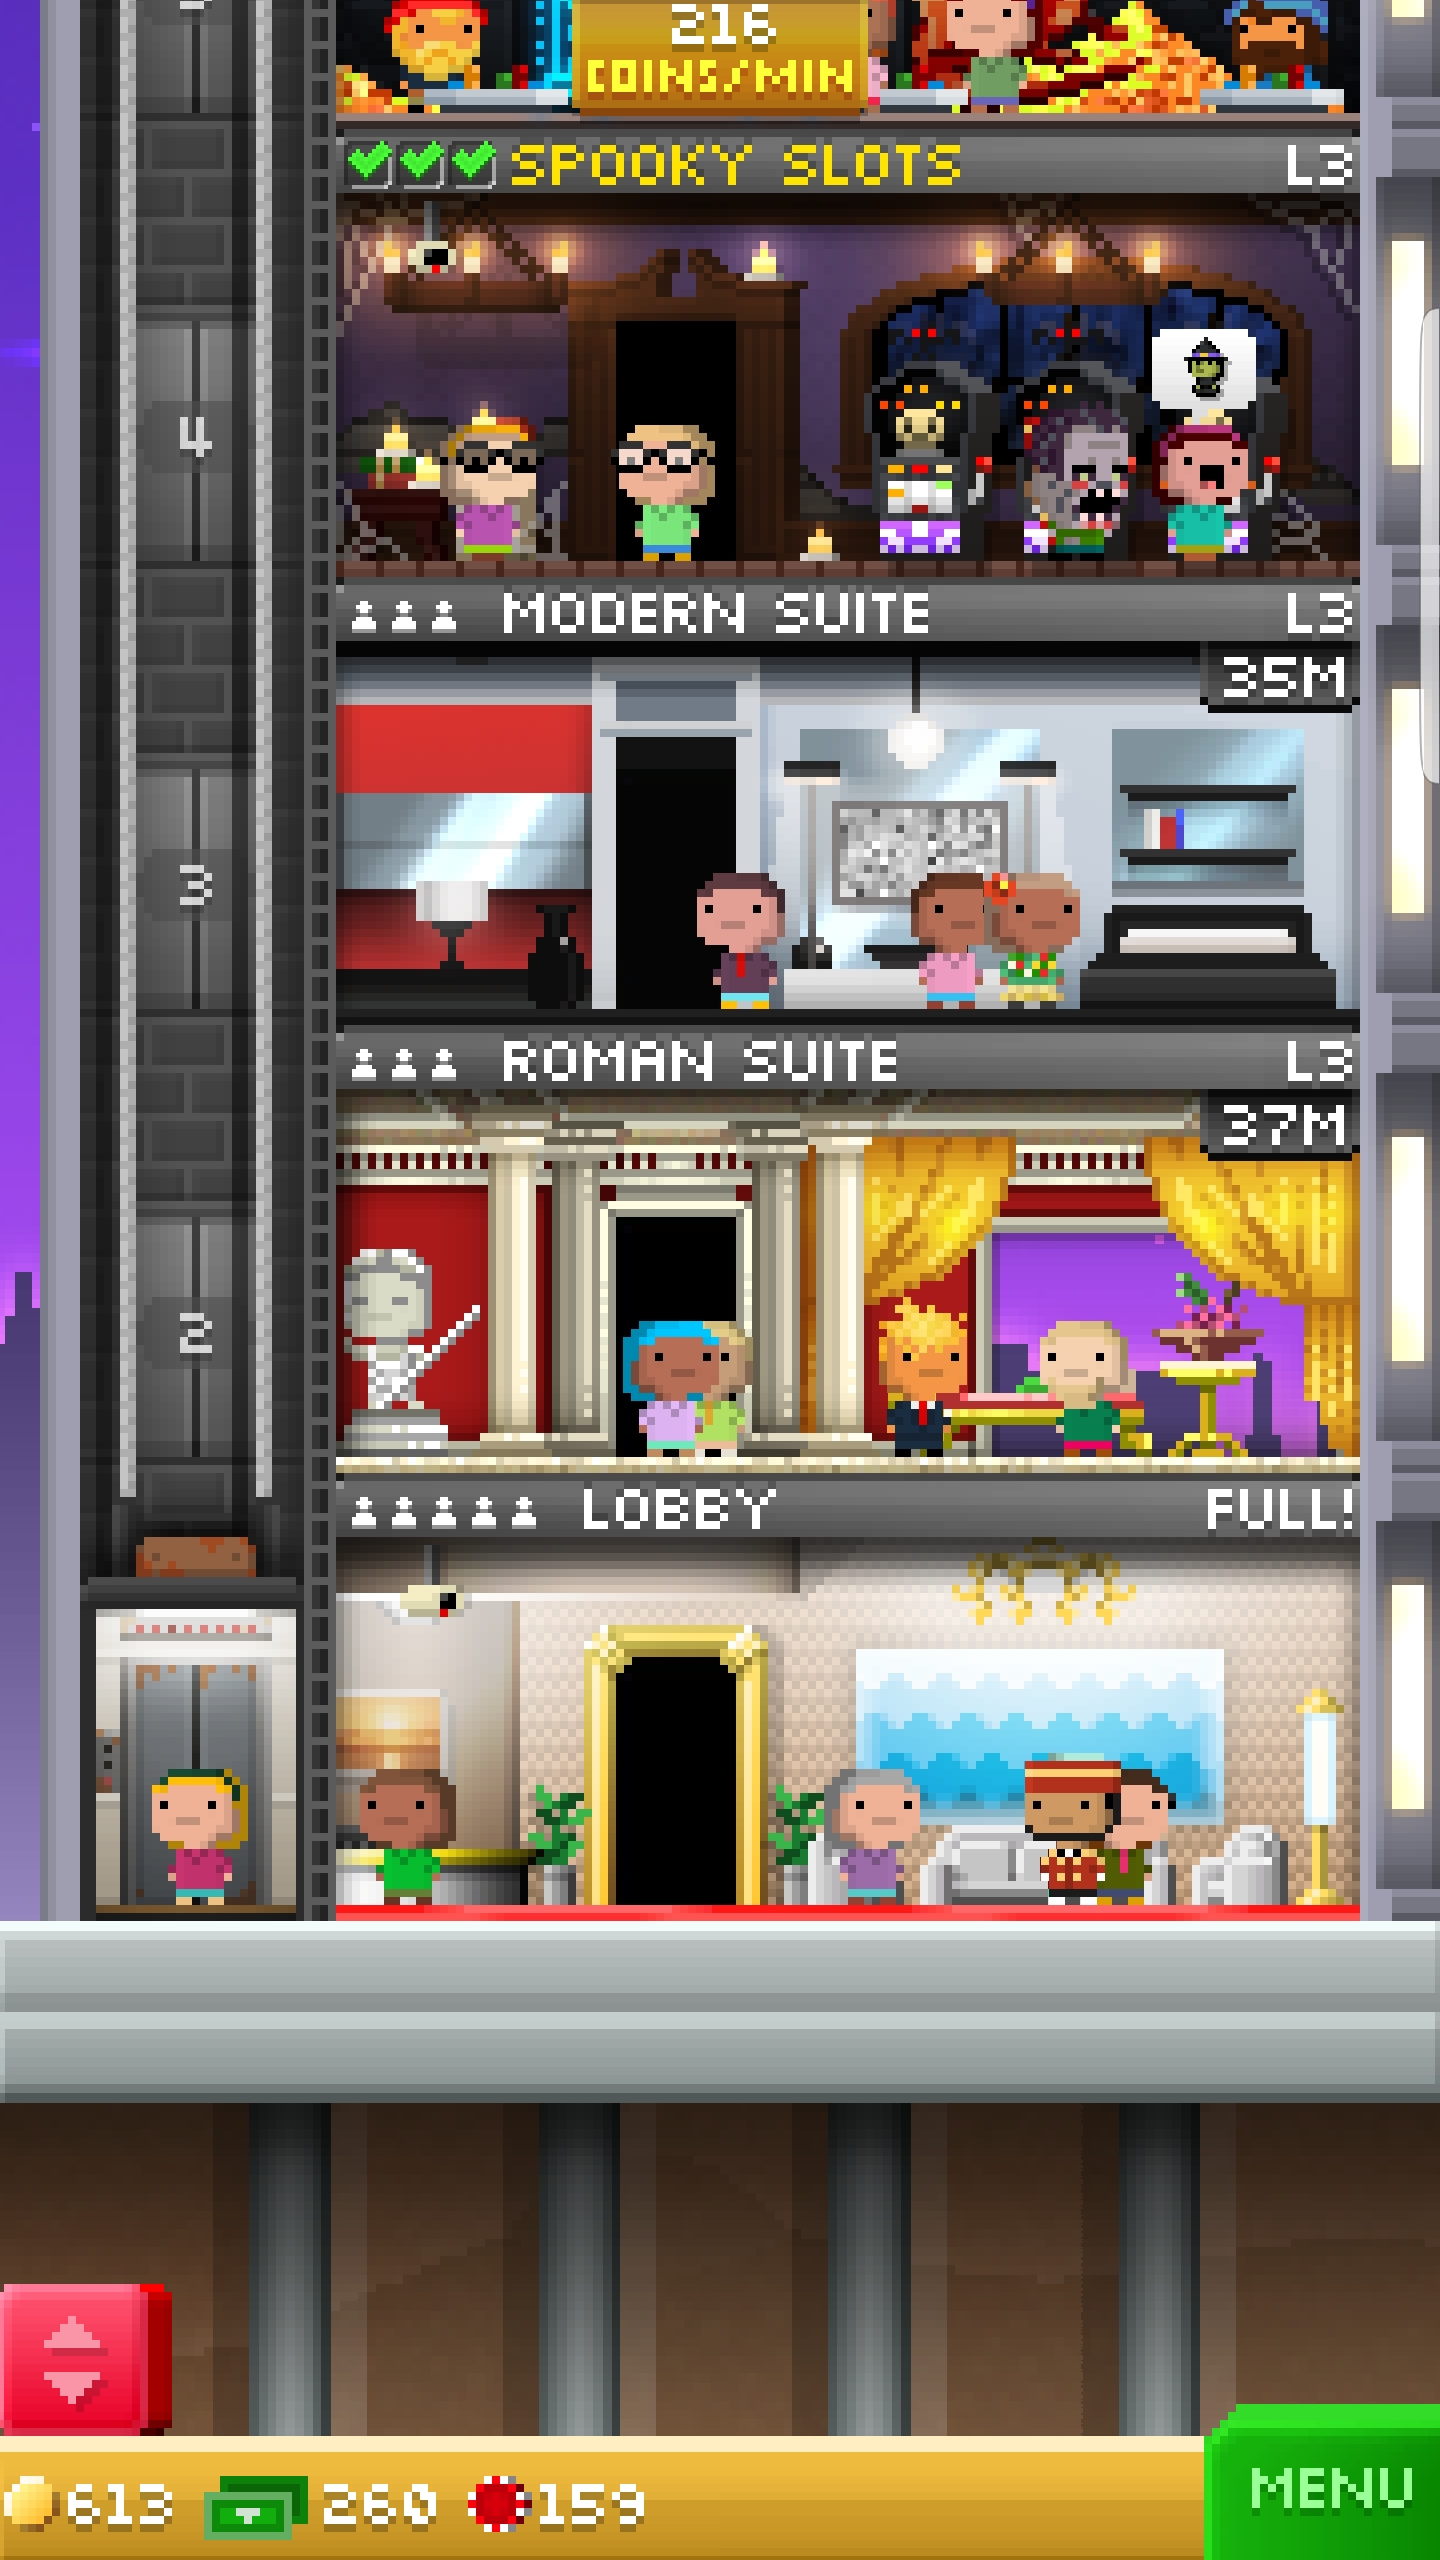 216
COINS/MIN
SPOOKY SLOTS L3
4
MODERN SUITE L3
35M
3
ROMAN SUITE L3
37M
2
LOBBY FULL!
613 260 159
MENU